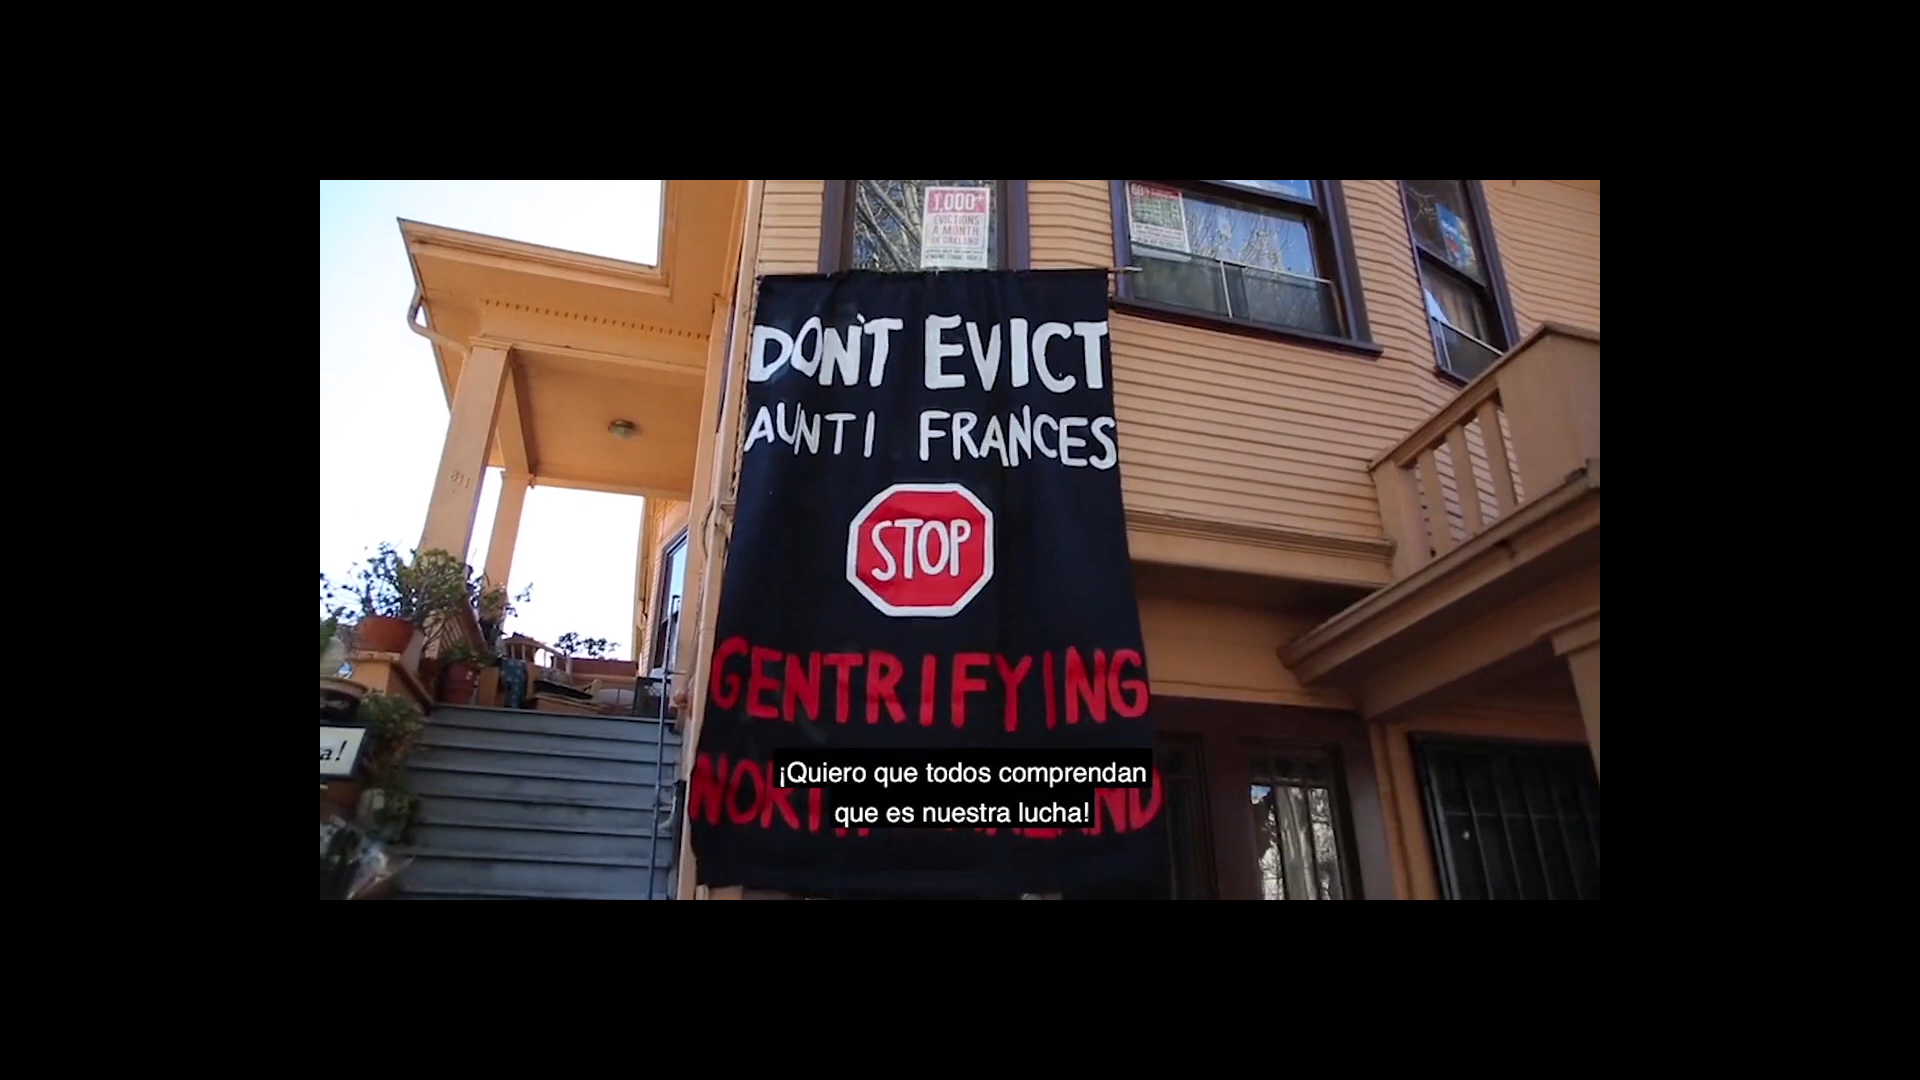 1,000+
EVICTIONS
A MONTH
IN OAKLAND
DON'T EVICT
AUNTI FRANCES
STOP
GENTRIFYING
a!
¡Quiero que todos comprendan
que es nuestra lucha!